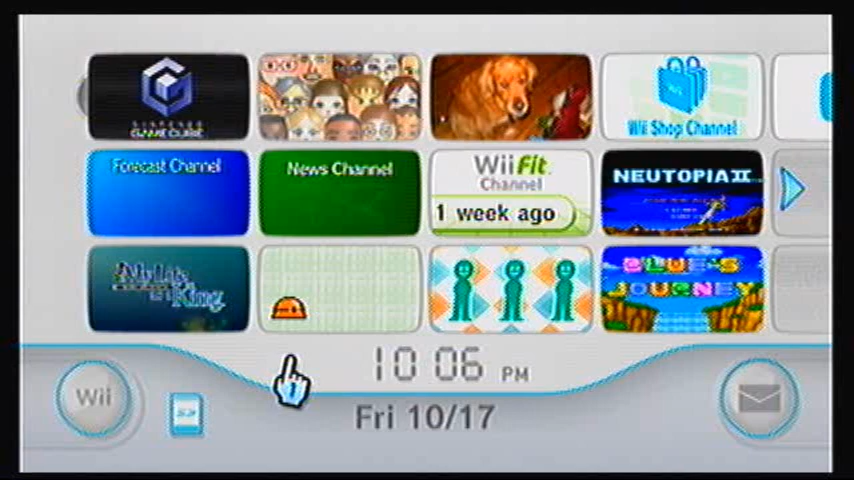 NINTENDO
GAMECUBE
Wii
Wii Shop Channel
Forecast Channel
News Channel
WiiFit
Channel
1 week ago
NEUTOPIA II
My Life
as a King
BLUE'S
JOURNEY
10 06 PM
Wii
Fri 10/17